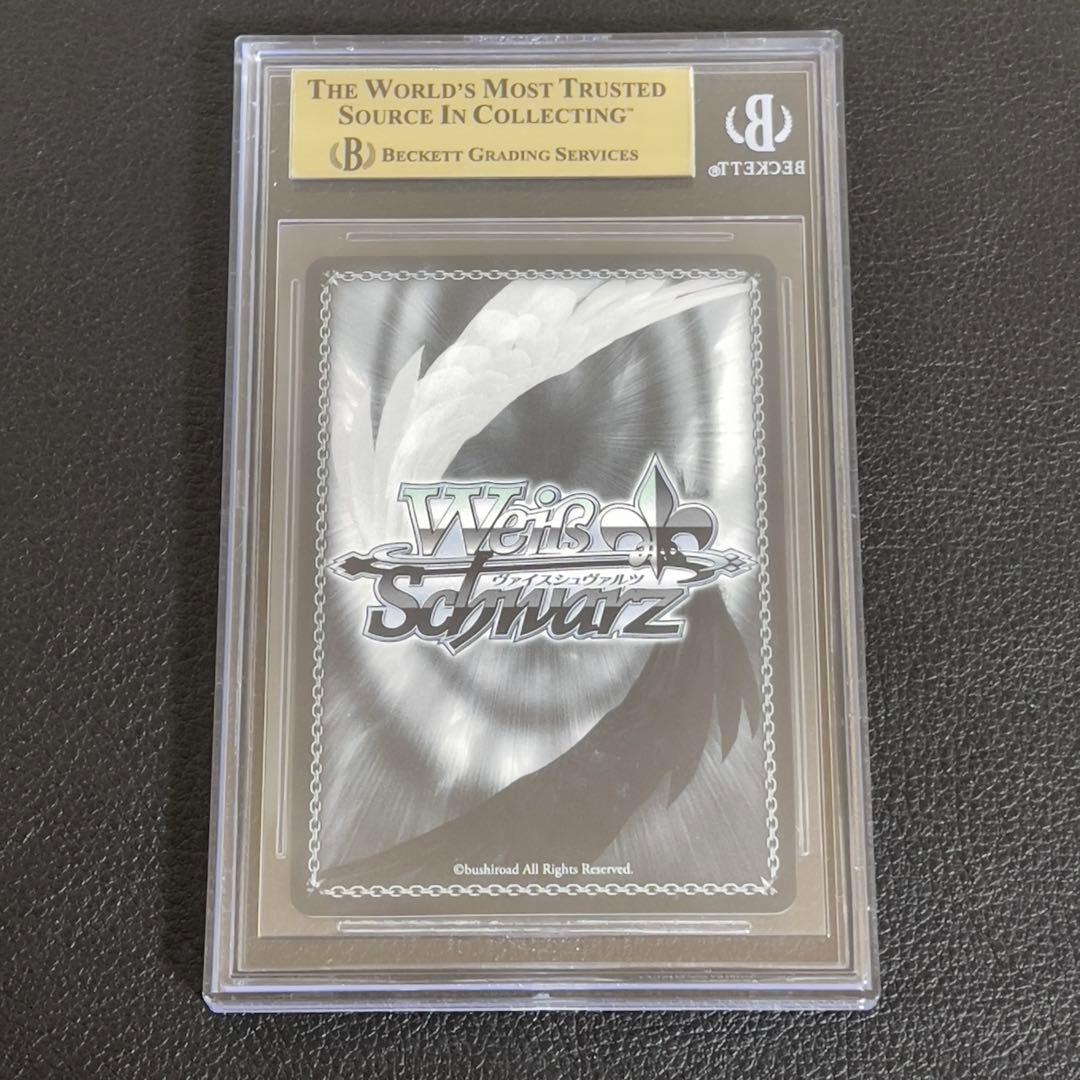 THE WORLD'S MOST TRUSTED
SOURCE IN COLLECTING™
B BECKETT GRADING SERVICES
B
BECKETT®
Weiß
ヴァイスシュヴァルツ
Schwarz
©bushiroad All Rights Reserved.